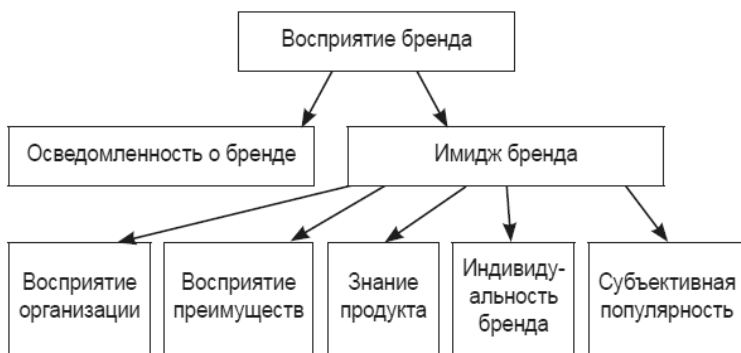 Восприятие бренда
Осведомленность о бренде
Имидж бренда
Восприятие
организации
Восприятие
преимуществ
Знание
продукта
Индивиду-
альность
бренда
Субъективная
популярность